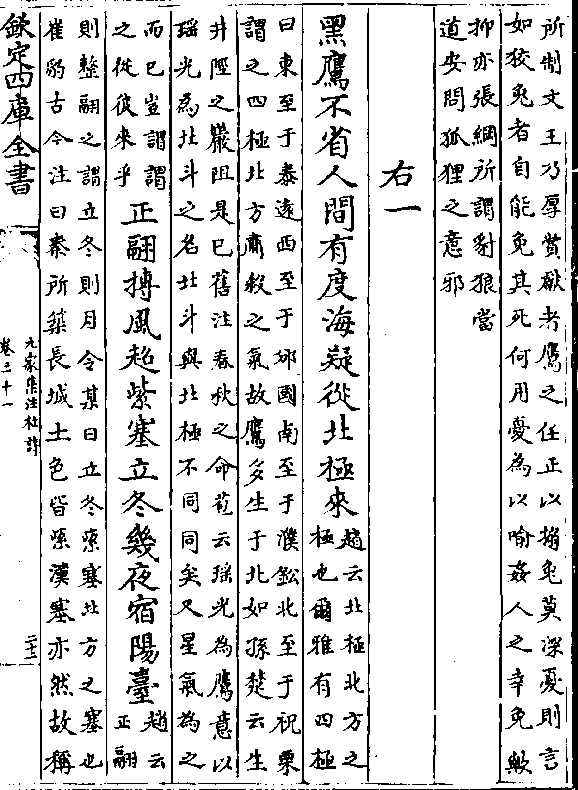 所制文王乃厚賞獻者鷹之任正以搦兔莫深憂則言
如狡兔者自能免其死何用憂為以喻姦人之幸免歟
抑亦張綱所謂豺狼當
道安問狐狸之意邪
右一
黑鷹不省人間有度海疑從北極來
趙云北極北方之
極也爾雅有四極
曰東至于泰逺西至于邠國南至于濮鈆北至于祝栗
謂之四極北方肅殺之氣故鷹多生于北如孫楚云生
井陘之巖阻是已舊注春秋之命苞云瑶光為鷹意以
瑶光為北斗之名北斗與北極不同同矣又星氣為之
而已豈謂謂
之從彼來乎
正翮摶風超紫塞立冬幾夜宿陽臺
趙云
正翮
則整翮之謂立冬則月令某日立冬紫塞北方之塞也
崔豹古今注曰秦所築長城土色皆紫漢塞亦然故稱
欽定四庫全書
九家集注杜詩
卷三十一
二十三